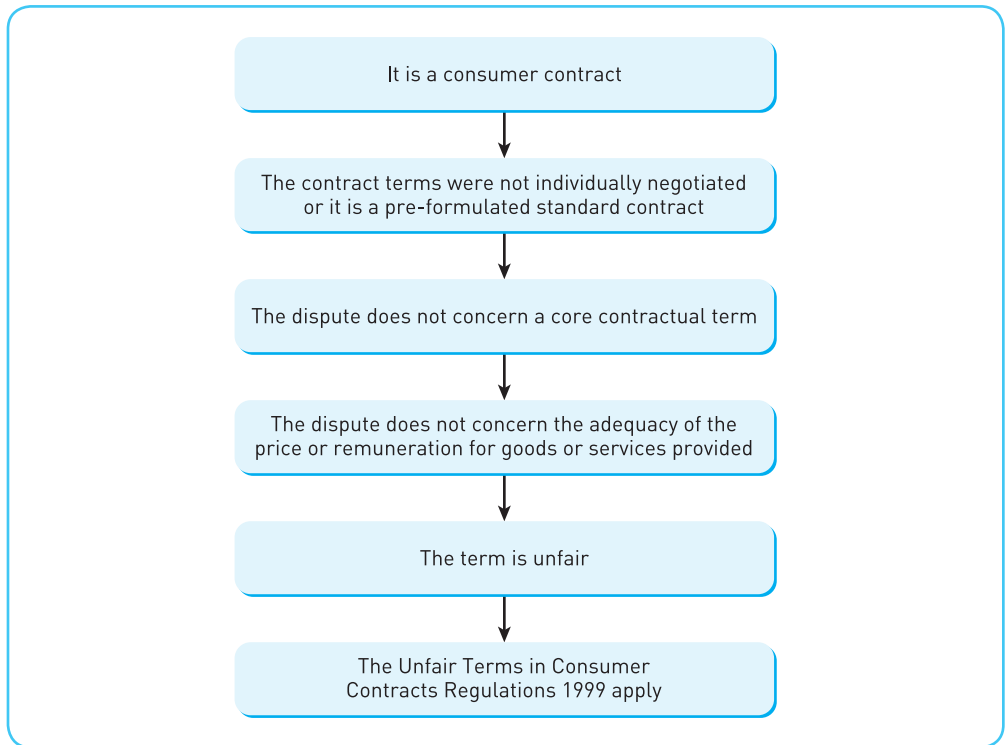 It is a consumer contract
The contract terms were not individually negotiated
or it is a pre-formulated standard contract
The dispute does not concern a core contractual term
The dispute does not concern the adequacy of the
price or remuneration for goods or services provided
The term is unfair
The Unfair Terms in Consumer
Contracts Regulations 1999 apply